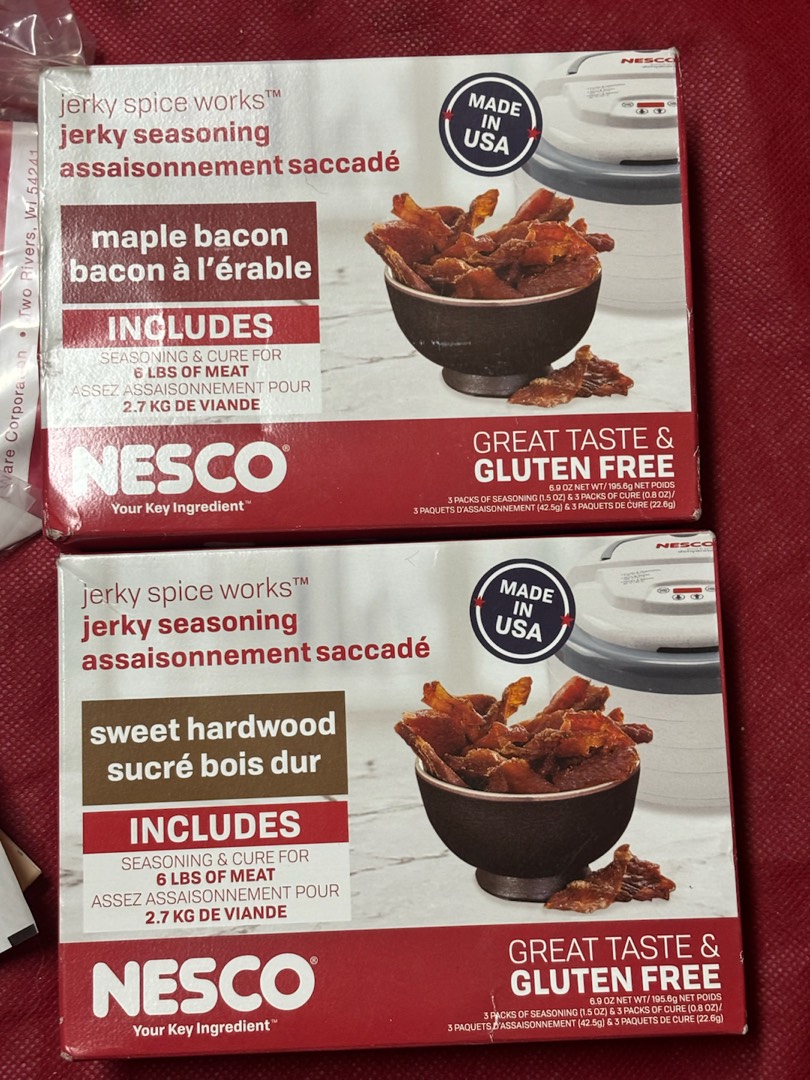 jerky spice works™
jerky seasoning
assaisonnement saccadé
MADE
IN
USA
NESCO
maple bacon
bacon à l'érable
INCLUDES
SEASONING & CURE FOR
6 LBS OF MEAT
ASSEZ ASSAISONNEMENT POUR
2.7 KG DE VIANDE
NESCO®
Your Key Ingredient™
GREAT TASTE &
GLUTEN FREE
6.9 OZ NET WT/ 195.6g NET POIDS
3 PACKS OF SEASONING (1.5 OZ) & 3 PACKS OF CURE (0.8 OZ)/
3 PAQUETS D'ASSAISONNEMENT (42.5g) & 3 PAQUETS DE CURE (22.6g)
jerky spice works™
jerky seasoning
assaisonnement saccadé
MADE
IN
USA
NESCO
sweet hardwood
sucré bois dur
INCLUDES
SEASONING & CURE FOR
6 LBS OF MEAT
ASSEZ ASSAISONNEMENT POUR
2.7 KG DE VIANDE
NESCO®
Your Key Ingredient™
GREAT TASTE &
GLUTEN FREE
6.9 OZ NET WT/ 195.6g NET POIDS
3 PACKS OF SEASONING (1.5 OZ) & 3 PACKS OF CURE (0.8 OZ)/
3 PAQUETS D'ASSAISONNEMENT (42.5g) & 3 PAQUETS DE CURE (22.6g)
are Corporation • Two Rivers, WI 54241